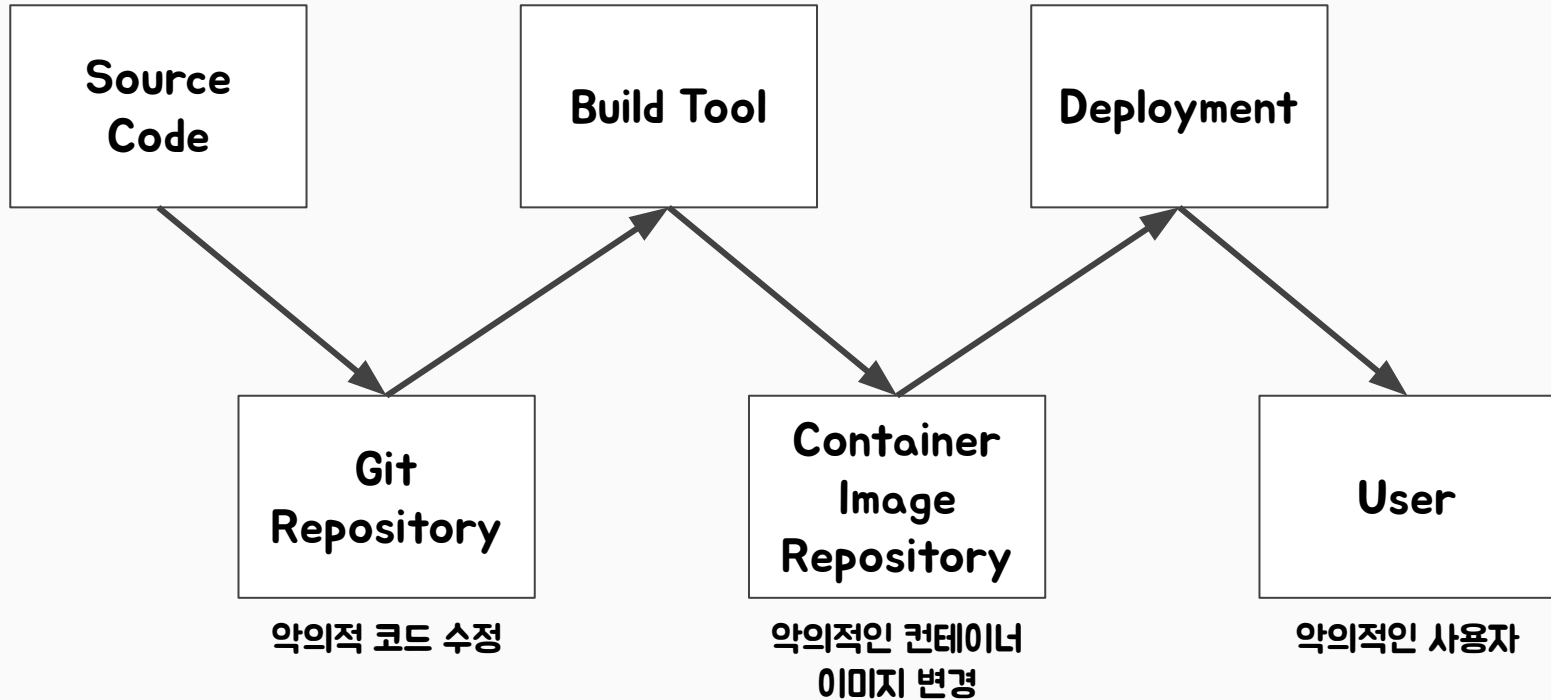 Source
Code
Build Tool
Deployment
Git
Repository
Container
Image
Repository
User
악의적 코드 수정
악의적인 컨테이너
이미지 변경
악의적인 사용자